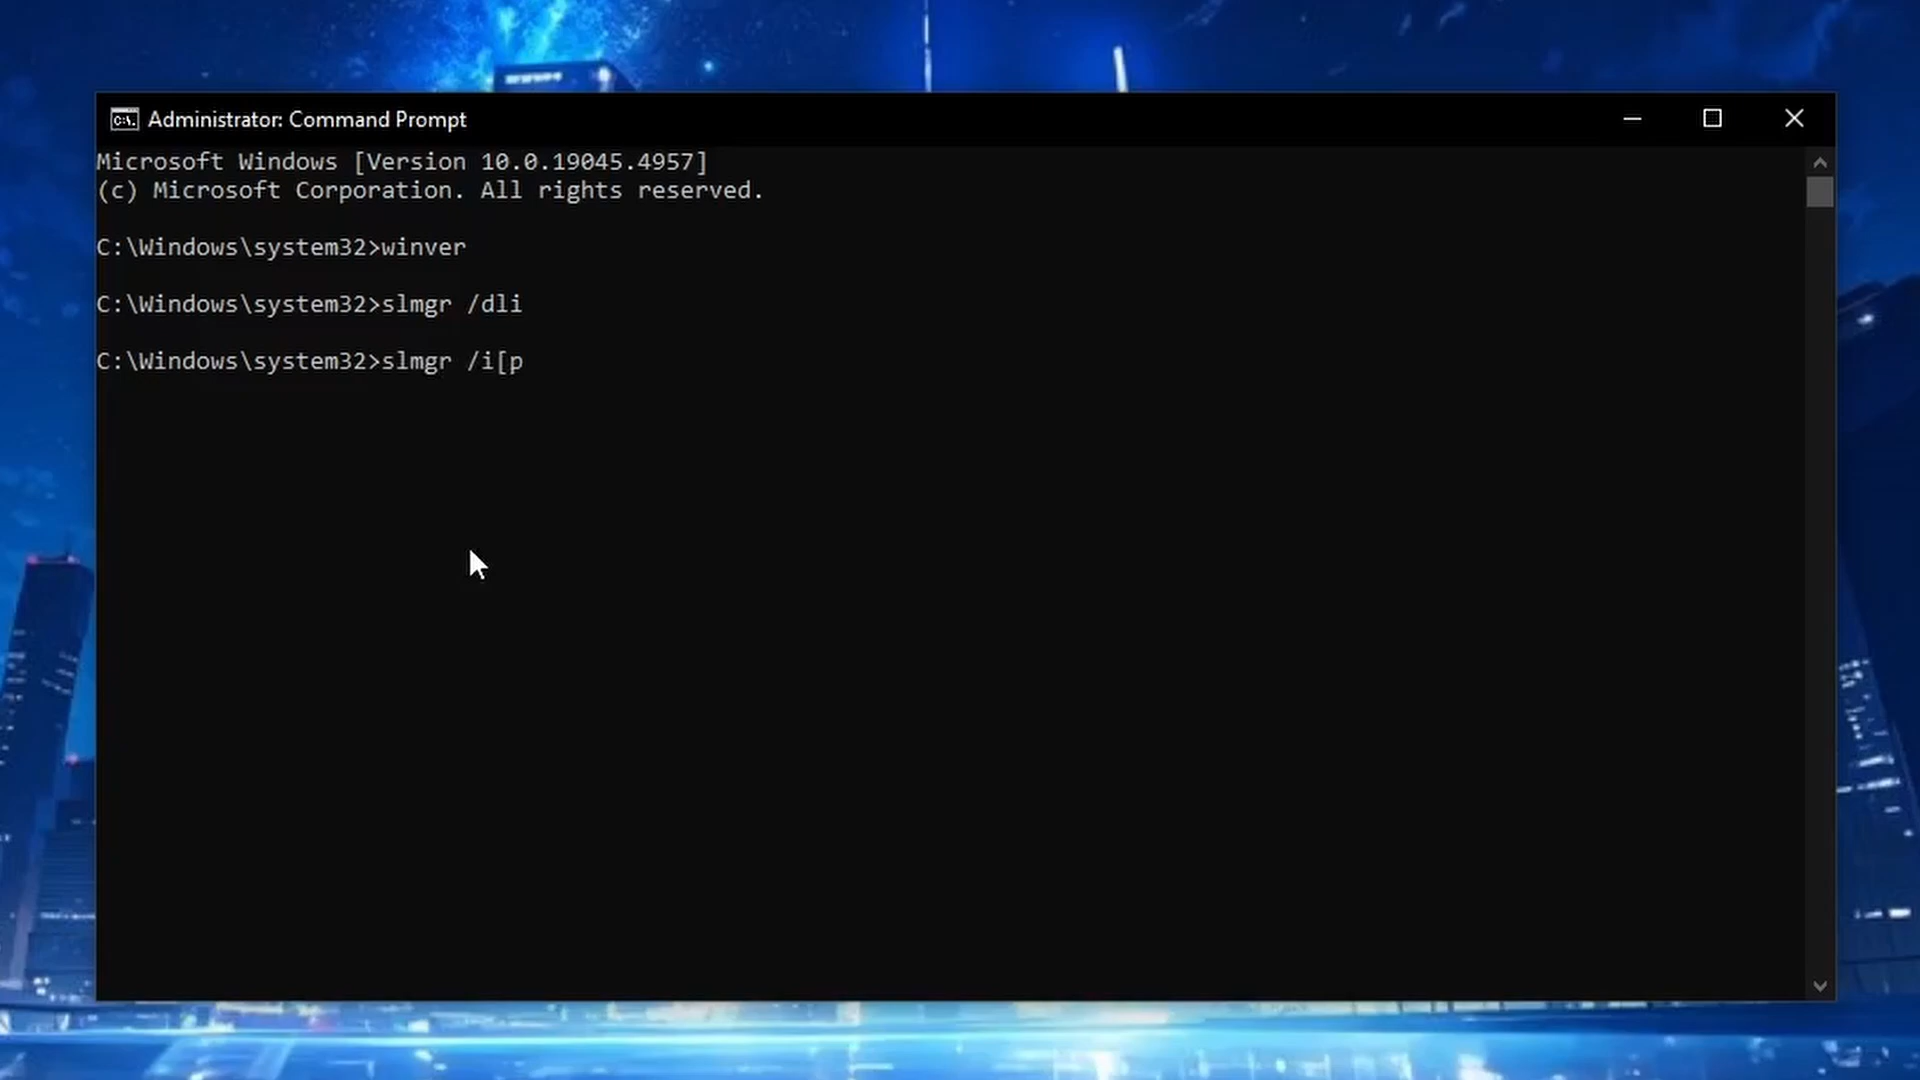 Administrator: Command Prompt
Microsoft Windows [Version 10.0.19045.4957]
(c) Microsoft Corporation. All rights reserved.
C:\Windows\system32>winver
C:\Windows\system32>slmgr /dli
C:\Windows\system32>slmgr /i[p